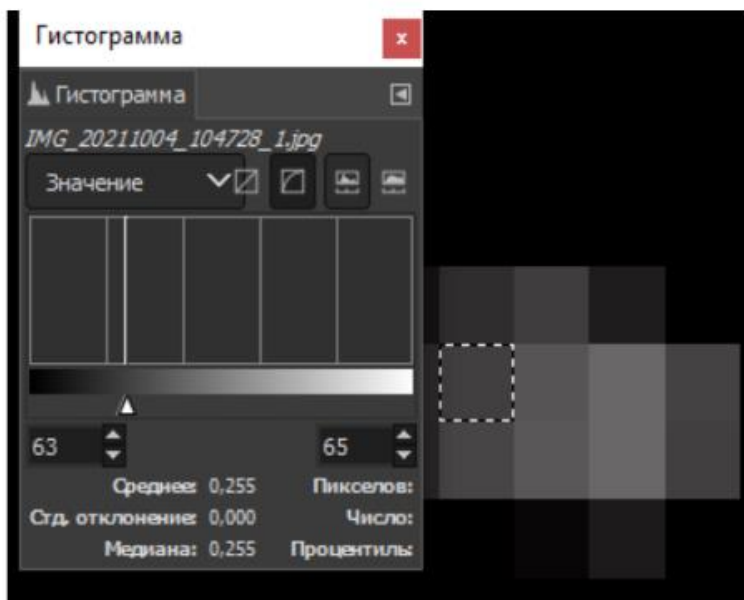 Гистограмма
x
Гистограмма
IMG_20211004_104728_1.jpg
Значение
63 65
Среднее: 0,255 Пикселов:
Стд. отклонение: 0,000 Число:
Медиана: 0,255 Процентиль: